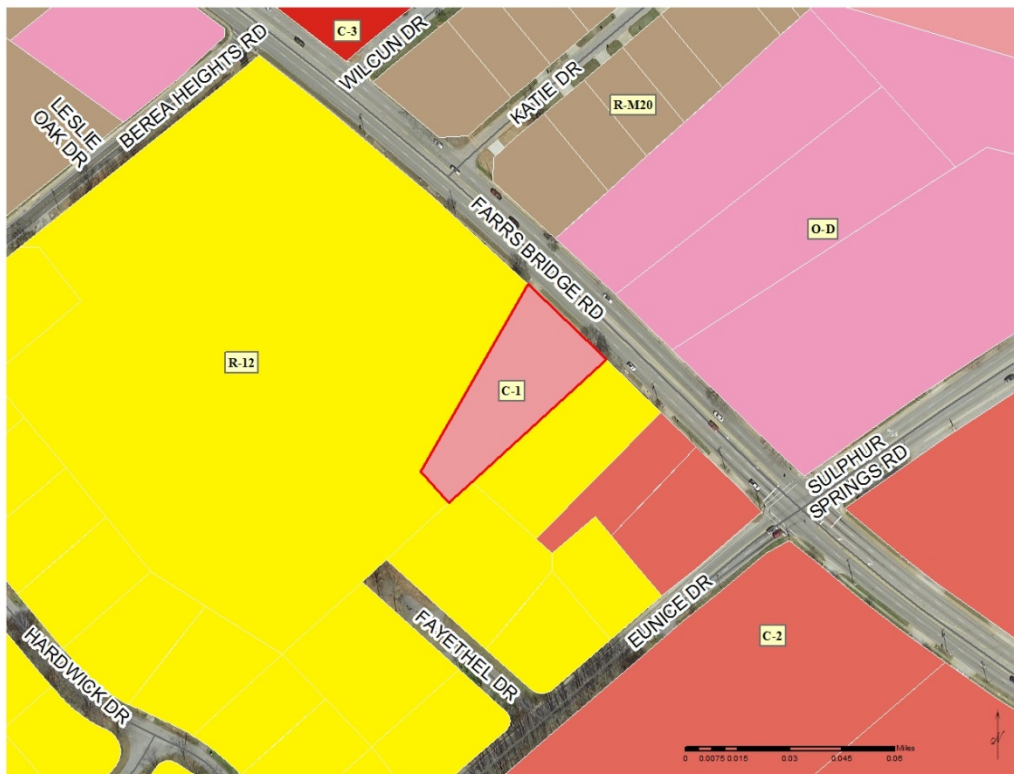 C-3
WILCUN DR
BEREA HEIGHTS RD
LESLIE
OAK DR
KATIE DR
R-M20
FARRS BRIDGE RD
O-D
R-12
C-1
SULPHUR
SPRINGS RD
EUNICE DR
FAYETHEL DR
HARDWICK DR
C-2
N
Miles
0 0.0075 0.015 0.03 0.045 0.06